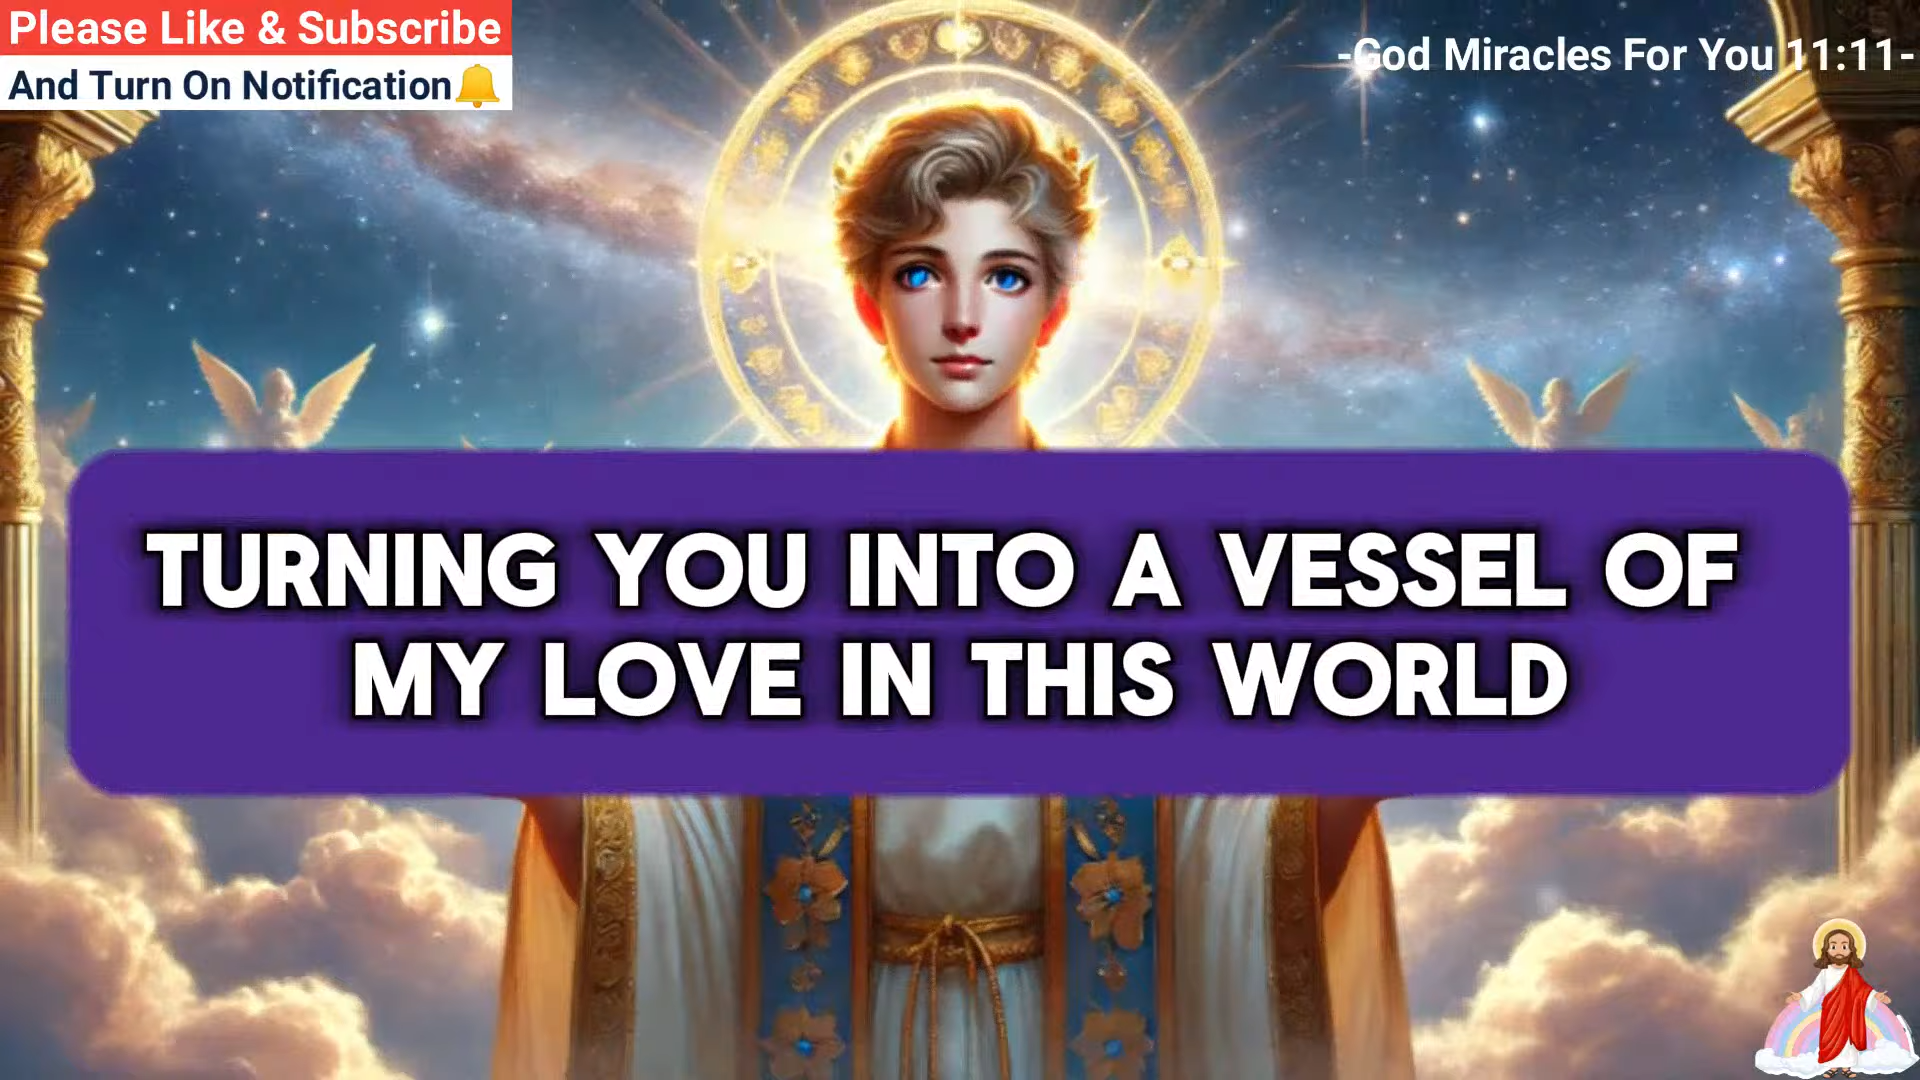 Please Like & Subscribe
And Turn On Notification🔔
-God Miracles For You 11:11-
TURNING YOU INTO A VESSEL OF
MY LOVE IN THIS WORLD